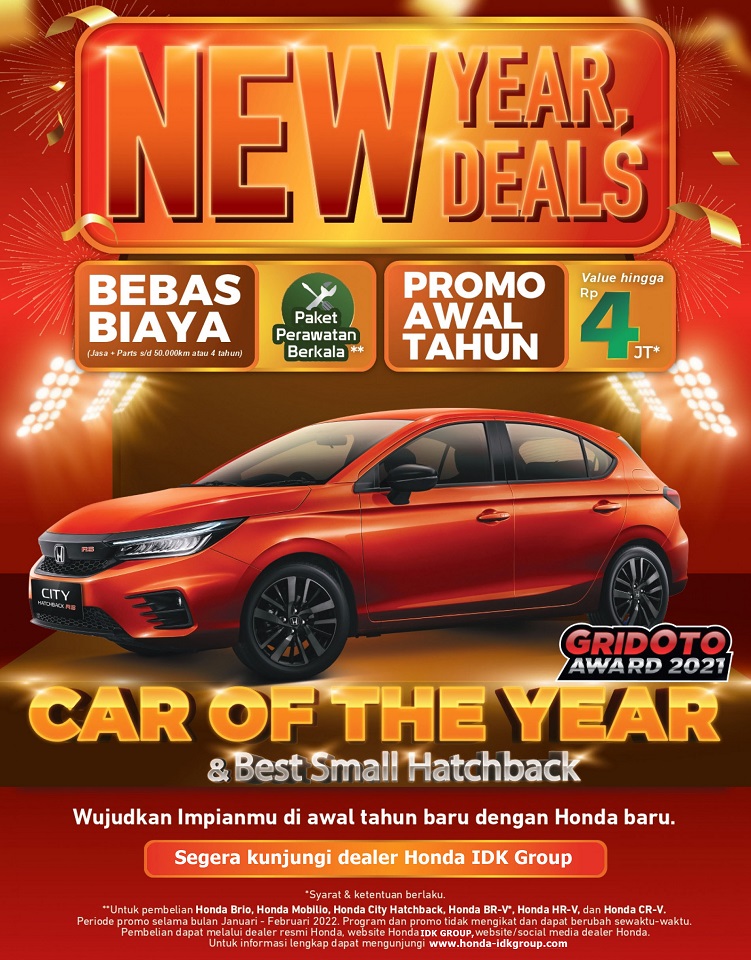 NEW YEAR,
DEALS
BEBAS
BIAYA
(Jasa + Parts s/d 50.000km atau 4 tahun)
Paket
Perawatan
Berkala **
PROMO
AWAL
TAHUN
Value hingga
Rp 4 JT*
RS
CITY
HATCHBACK RS
GRIDOTO
AWARD 2021
CAR OF THE YEAR
& Best Small Hatchback
Wujudkan Impianmu di awal tahun baru dengan Honda baru.
Segera kunjungi dealer Honda IDK Group
*Syarat & ketentuan berlaku.
**Untuk pembelian Honda Brio, Honda Mobilio, Honda City Hatchback, Honda BR-V*, Honda HR-V, dan Honda CR-V.
Periode promo selama bulan Januari - Februari 2022. Program dan promo tidak mengikat dan dapat berubah sewaktu-waktu.
Pembelian dapat melalui dealer resmi Honda, website Honda IDK GROUP, website/social media dealer Honda.
Untuk informasi lengkap dapat mengunjungi www.honda-idkgroup.com